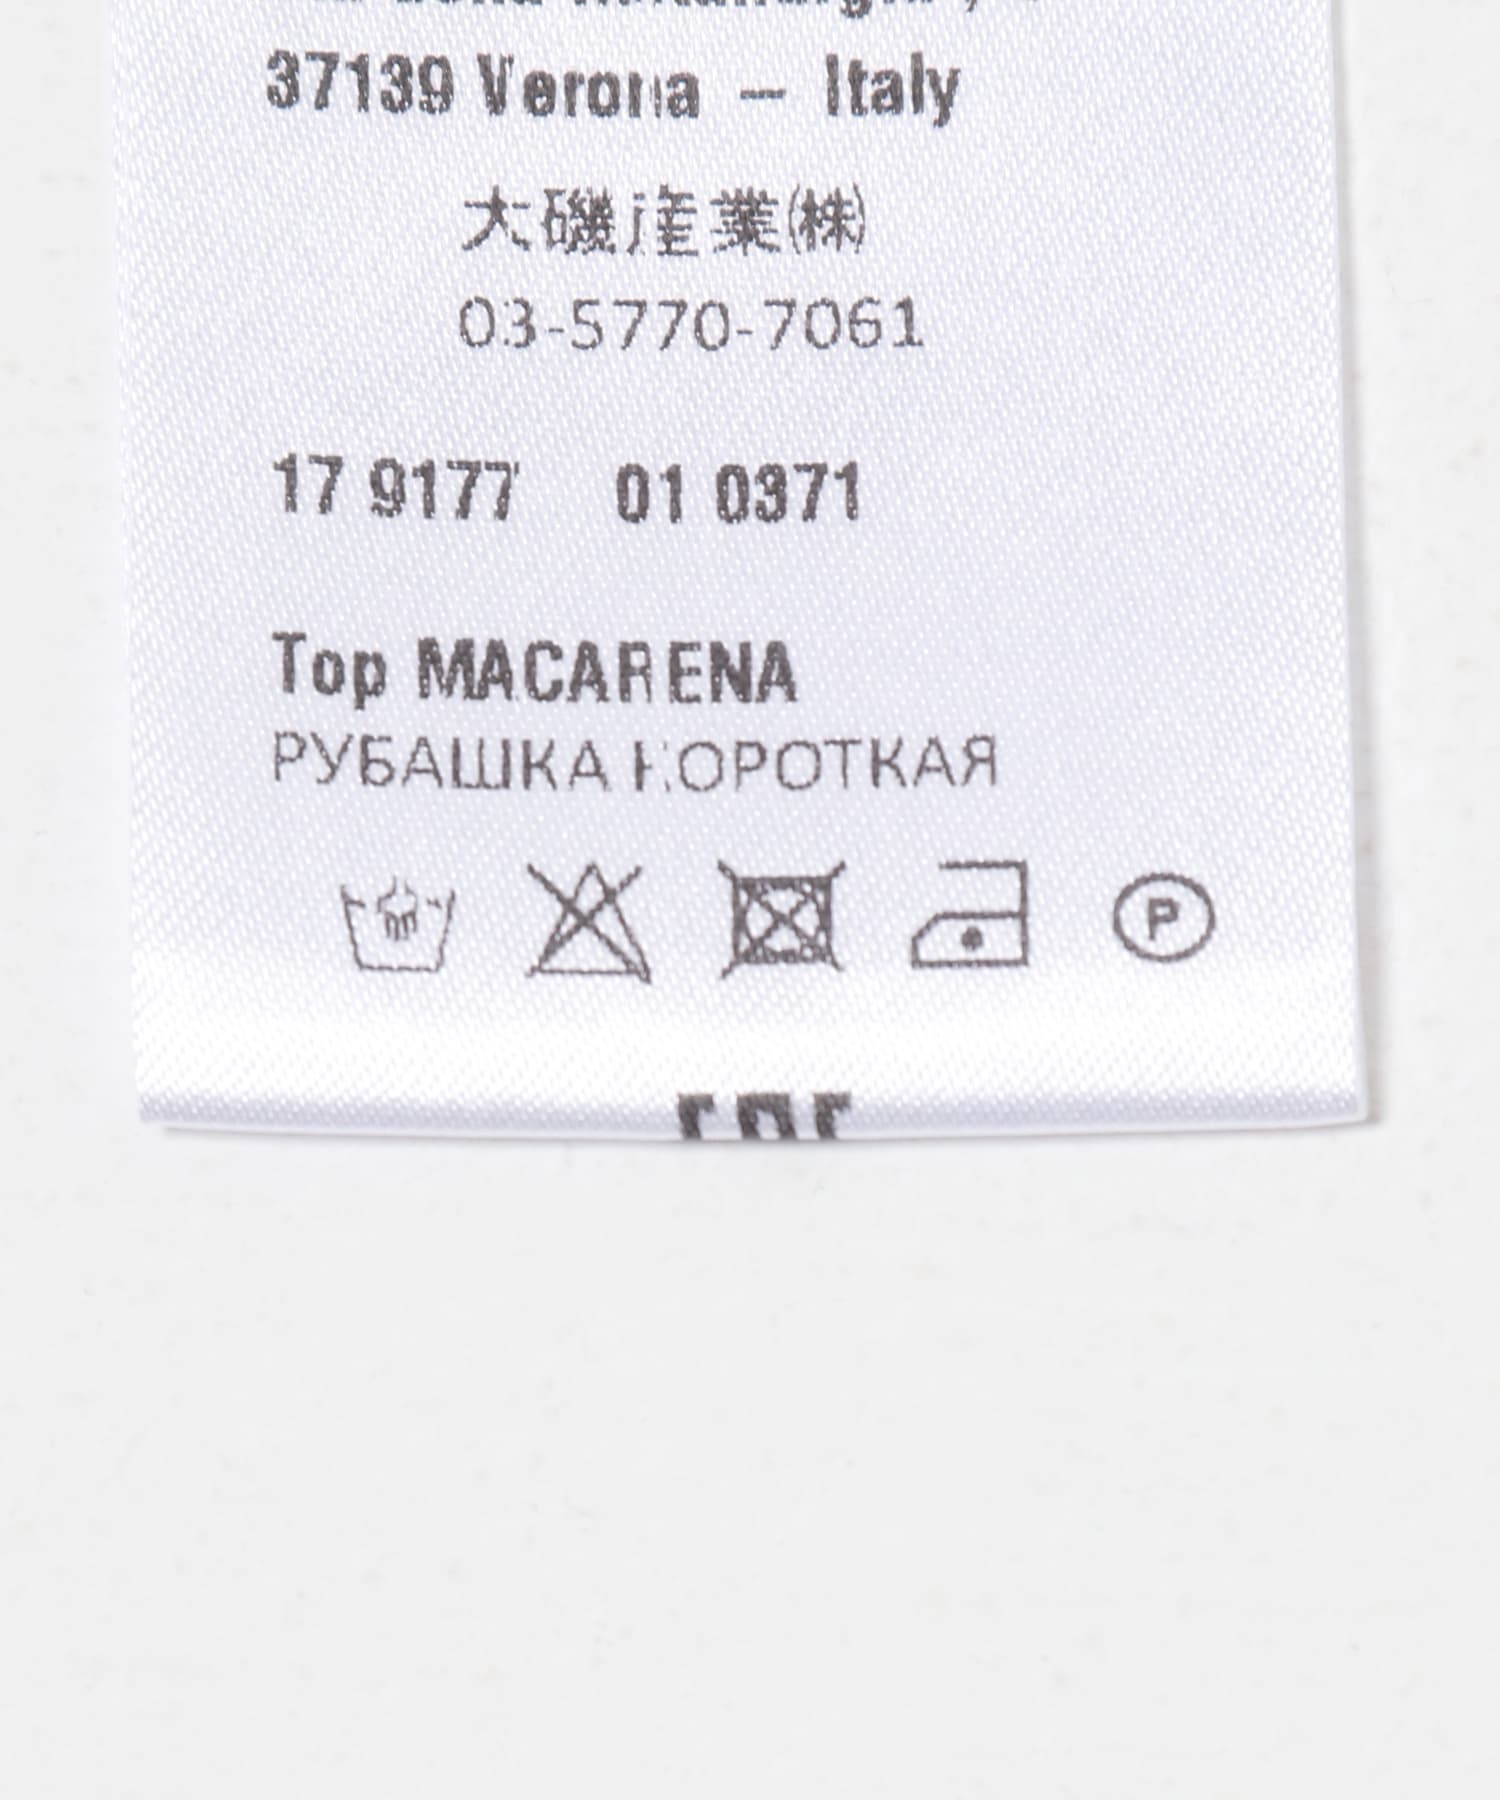 37139 Verona – Italy
大磯産業㈱
03-5770-7061
17 9177 01 0371
Top MACARENA
РУБАШКА КОРОТКАЯ
P